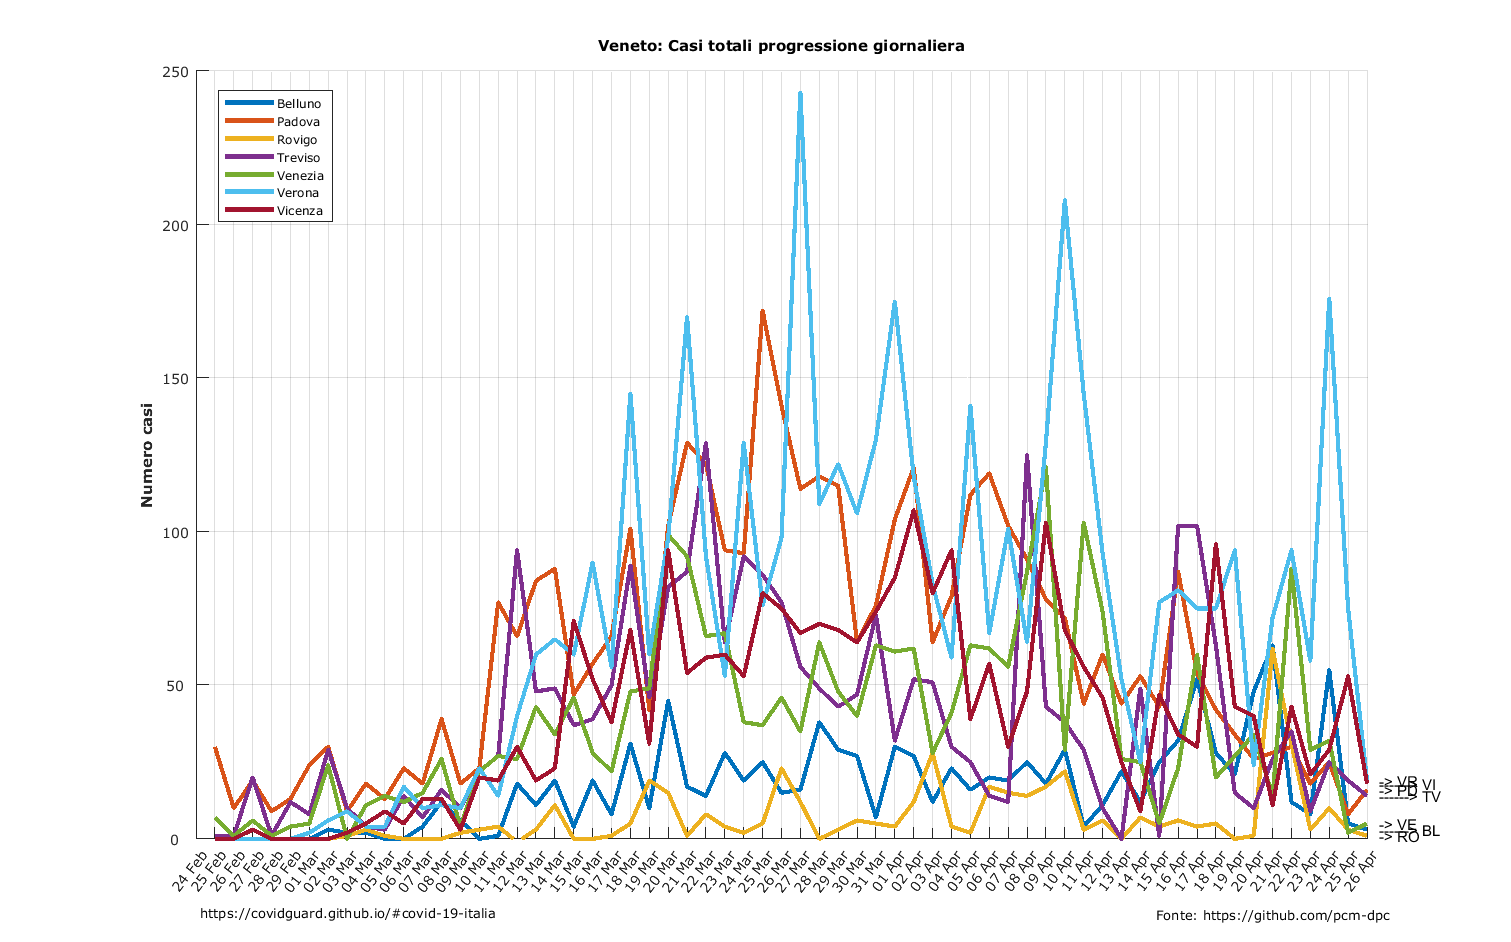 Veneto: Casi totali progressione giornaliera
Numero casi
250
200
150
100
50
0
Belluno
Padova
Rovigo
Treviso
Venezia
Verona
Vicenza
24 Feb
25 Feb
26 Feb
27 Feb
28 Feb
29 Feb
01 Mar
02 Mar
03 Mar
04 Mar
05 Mar
06 Mar
07 Mar
08 Mar
09 Mar
10 Mar
11 Mar
12 Mar
13 Mar
14 Mar
15 Mar
16 Mar
17 Mar
18 Mar
19 Mar
20 Mar
21 Mar
22 Mar
23 Mar
24 Mar
25 Mar
26 Mar
27 Mar
28 Mar
29 Mar
30 Mar
31 Mar
01 Apr
02 Apr
03 Apr
04 Apr
05 Apr
06 Apr
07 Apr
08 Apr
09 Apr
10 Apr
11 Apr
12 Apr
13 Apr
14 Apr
15 Apr
16 Apr
17 Apr
18 Apr
19 Apr
20 Apr
21 Apr
22 Apr
23 Apr
24 Apr
25 Apr
26 Apr
-> VR
------> VI
-> PD
------> TV
-> VE
------> BL
-> RO
https://covidguard.github.io/#covid-19-italia
Fonte: https://github.com/pcm-dpc